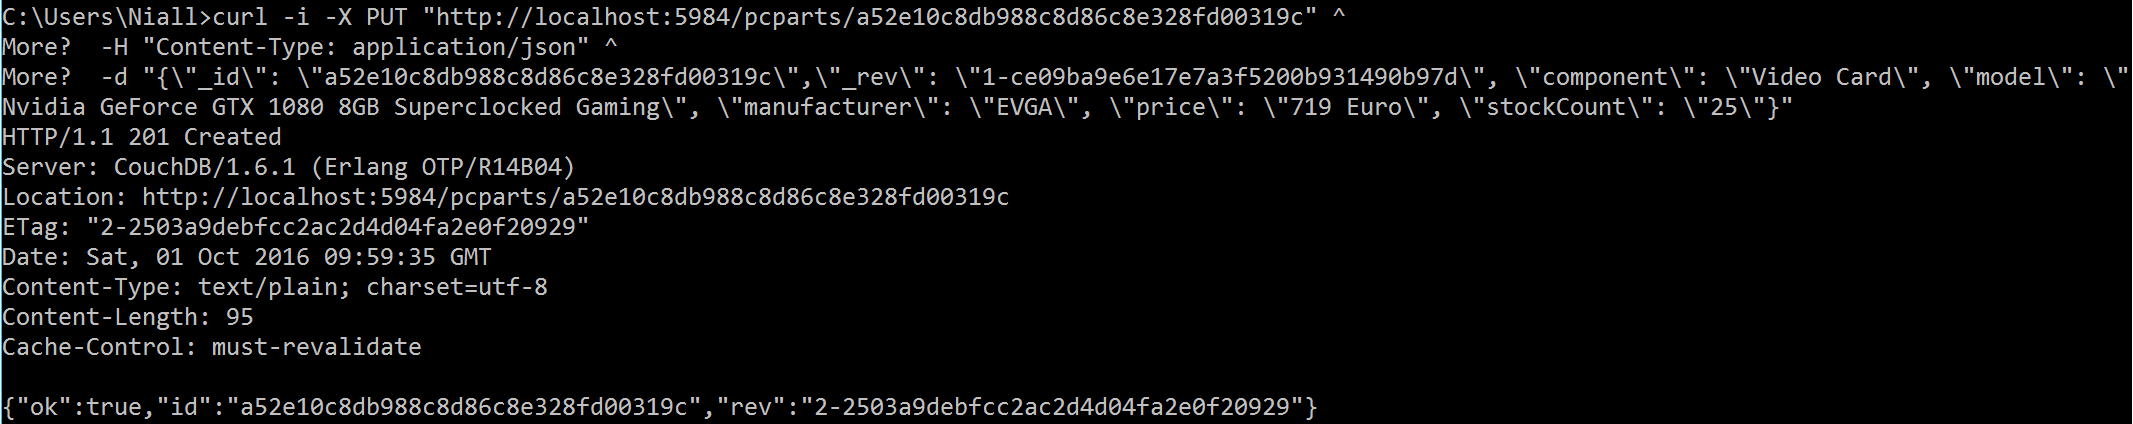 C:\Users\Niall>curl -i -X PUT "http://localhost:5984/pcparts/a52e10c8db988c8d86c8e328fd00319c" ^
More?  -H "Content-Type: application/json" ^
More?  -d "{\"_id\": \"a52e10c8db988c8d86c8e328fd00319c\",\"_rev\": \"1-ce09ba9e6e17e7a3f5200b931490b97d\", \"component\": \"Video Card\", \"model\": \"
Nvidia GeForce GTX 1080 8GB Superclocked Gaming\", \"manufacturer\": \"EVGA\", \"price\": \"719 Euro\", \"stockCount\": \"25\"}"
HTTP/1.1 201 Created
Server: CouchDB/1.6.1 (Erlang OTP/R14B04)
Location: http://localhost:5984/pcparts/a52e10c8db988c8d86c8e328fd00319c
ETag: "2-2503a9debfcc2ac2d4d04fa2e0f20929"
Date: Sat, 01 Oct 2016 09:59:35 GMT
Content-Type: text/plain; charset=utf-8
Content-Length: 95
Cache-Control: must-revalidate

{"ok":true,"id":"a52e10c8db988c8d86c8e328fd00319c","rev":"2-2503a9debfcc2ac2d4d04fa2e0f20929"}